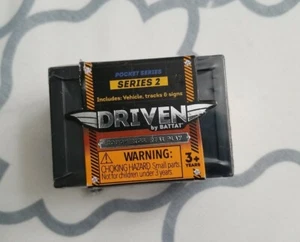 POCKET SERIES
SERIES 2
Includes: Vehicle, tracks & signs
DRIVEN
by BATTAT
WARNING:
CHOKING HAZARD. Small parts
Not for children under 3 years.
3+
YEARS